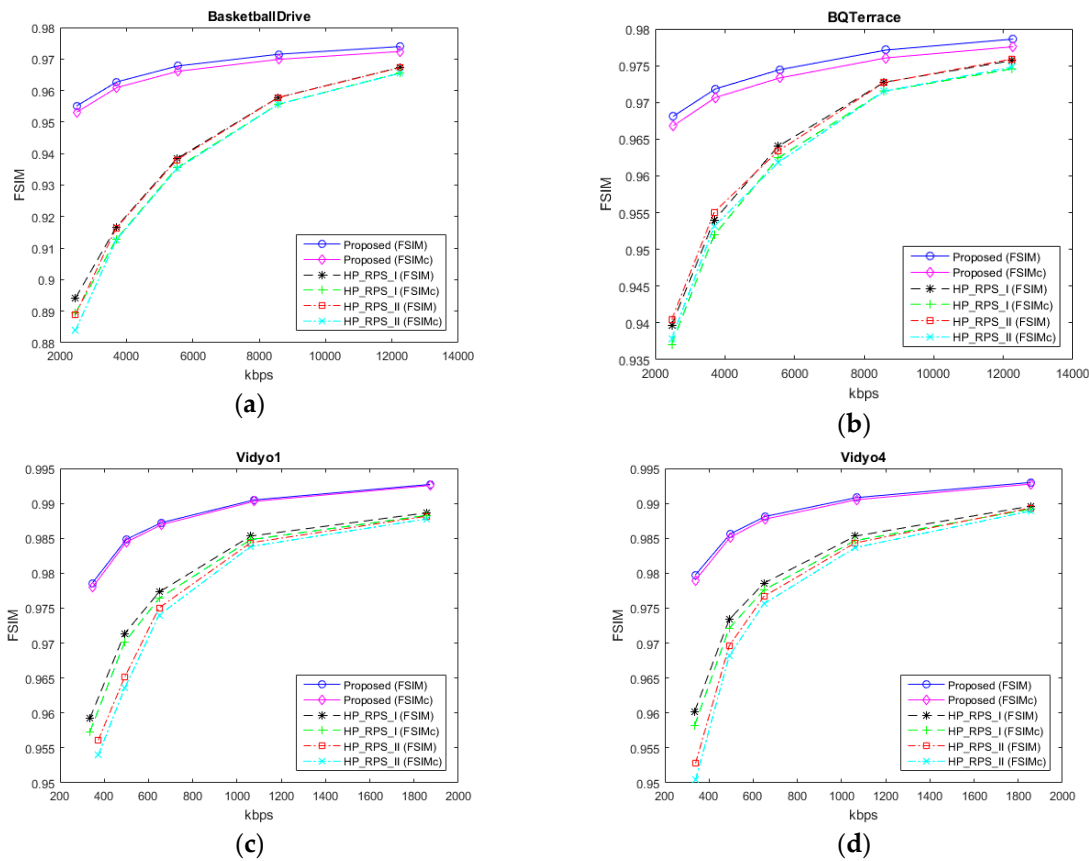 BasketballDrive
0.98
0.97
0.96
0.95
0.94
0.93
0.92
0.91
0.9
0.89
0.88
FSIM
Proposed (FSIM)
Proposed (FSIMc)
HP_RPS_I (FSIM)
HP_RPS_I (FSIMc)
HP_RPS_II (FSIM)
HP_RPS_II (FSIMc)
2000 4000 6000 8000 10000 12000 14000
kbps
(a)
BQTerrace
0.98
0.975
0.97
0.965
0.96
0.955
0.95
0.945
0.94
0.935
FSIM
Proposed (FSIM)
Proposed (FSIMc)
HP_RPS_I (FSIM)
HP_RPS_I (FSIMc)
HP_RPS_II (FSIM)
HP_RPS_II (FSIMc)
2000 4000 6000 8000 10000 12000 14000
kbps
(b)
Vidyo1
0.995
0.99
0.985
0.98
0.975
0.97
0.965
0.96
0.955
0.95
FSIM
Proposed (FSIM)
Proposed (FSIMc)
HP_RPS_I (FSIM)
HP_RPS_I (FSIMc)
HP_RPS_II (FSIM)
HP_RPS_II (FSIMc)
200 400 600 800 1000 1200 1400 1600 1800 2000
kbps
(c)
Vidyo4
0.995
0.99
0.985
0.98
0.975
0.97
0.965
0.96
0.955
0.95
FSIM
Proposed (FSIM)
Proposed (FSIMc)
HP_RPS_I (FSIM)
HP_RPS_I (FSIMc)
HP_RPS_II (FSIM)
HP_RPS_II (FSIMc)
200 400 600 800 1000 1200 1400 1600 1800 2000
kbps
(d)